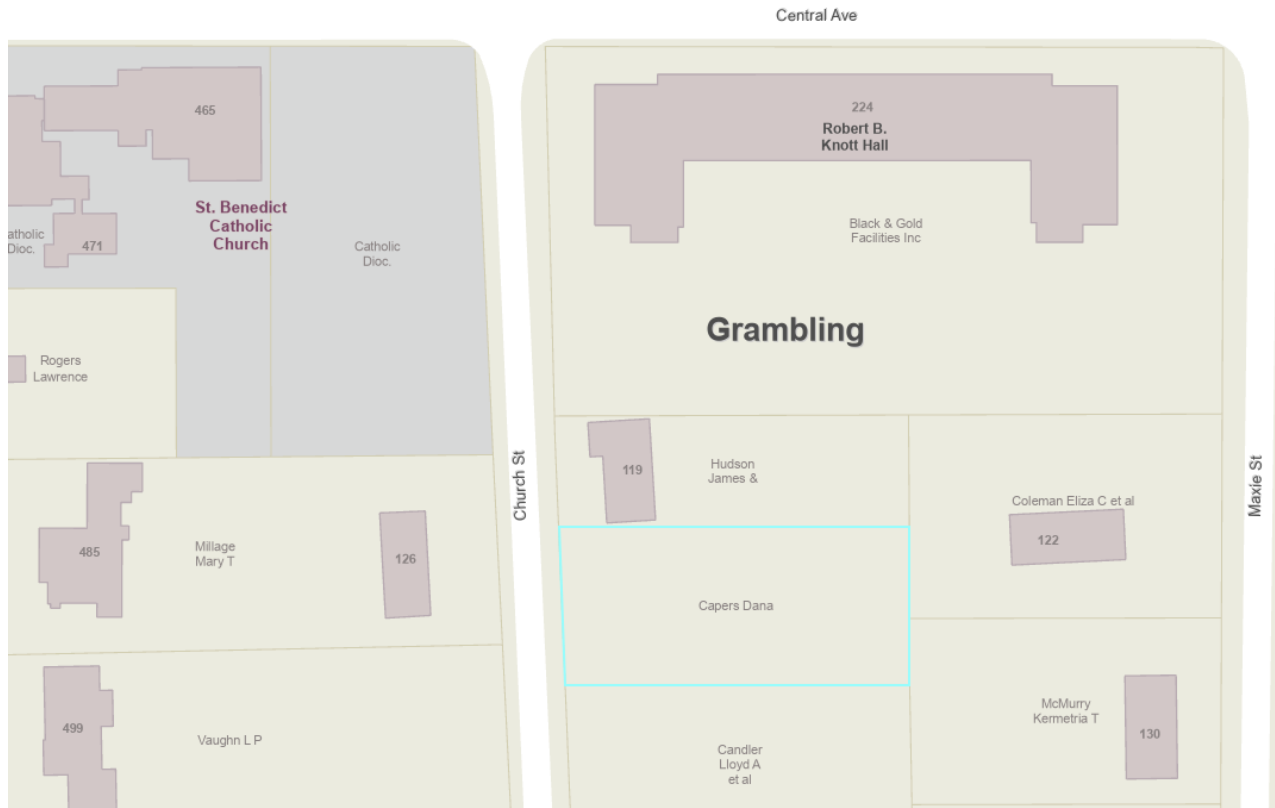 Central Ave
465
224
Robert B.
Knott Hall
St. Benedict
Catholic
Church
atholic
Dioc.
471
Catholic
Dioc.
Black & Gold
Facilities Inc
Grambling
Rogers
Lawrence
Church St
Maxie St
119
Hudson
James &
Coleman Eliza C et al
122
485
Millage
Mary T
126
Capers Dana
McMurry
Kermetria T
130
499
Vaughn L P
Candler
Lloyd A
et al